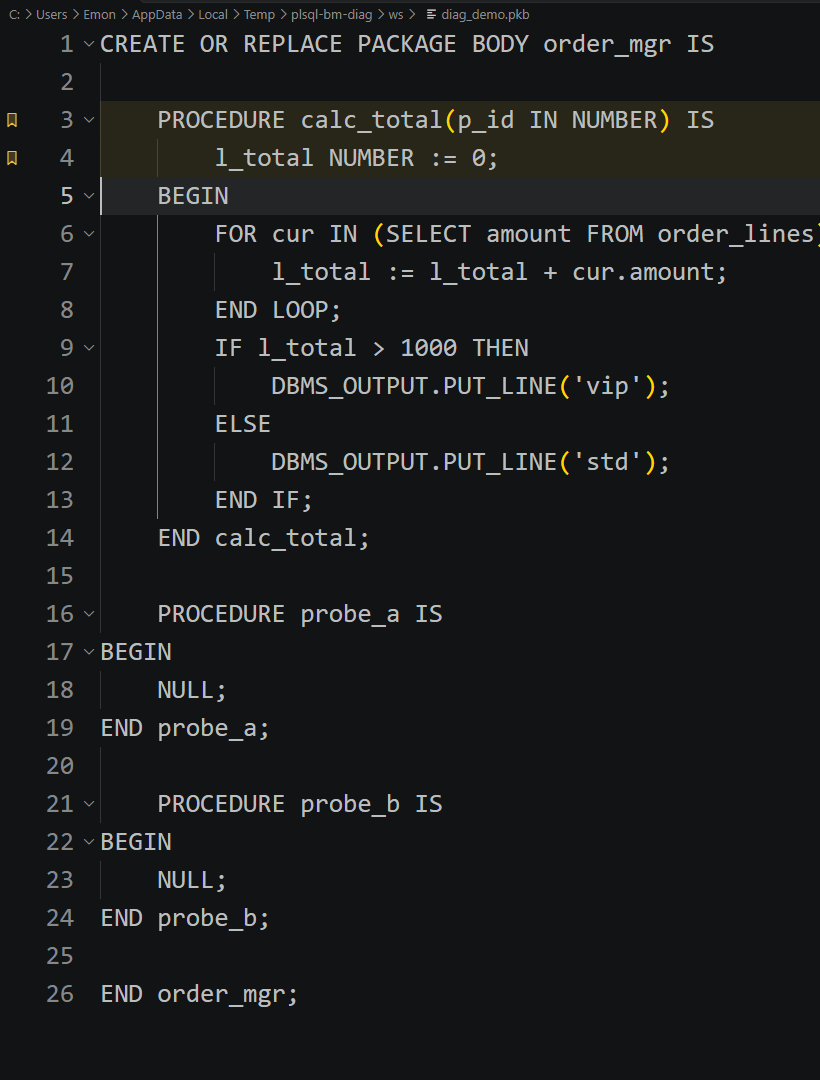 C: > Users > Emon > AppData > Local > Temp > plsql-bm-diag > ws > diag_demo.pkb
1 CREATE OR REPLACE PACKAGE BODY order_mgr IS
2
3     PROCEDURE calc_total(p_id IN NUMBER) IS
4         l_total NUMBER := 0;
5     BEGIN
6         FOR cur IN (SELECT amount FROM order_lines)
7             l_total := l_total + cur.amount;
8         END LOOP;
9         IF l_total > 1000 THEN
10             DBMS_OUTPUT.PUT_LINE('vip');
11         ELSE
12             DBMS_OUTPUT.PUT_LINE('std');
13         END IF;
14     END calc_total;
15
16     PROCEDURE probe_a IS
17 BEGIN
18     NULL;
19 END probe_a;
20
21     PROCEDURE probe_b IS
22 BEGIN
23     NULL;
24 END probe_b;
25
26 END order_mgr;